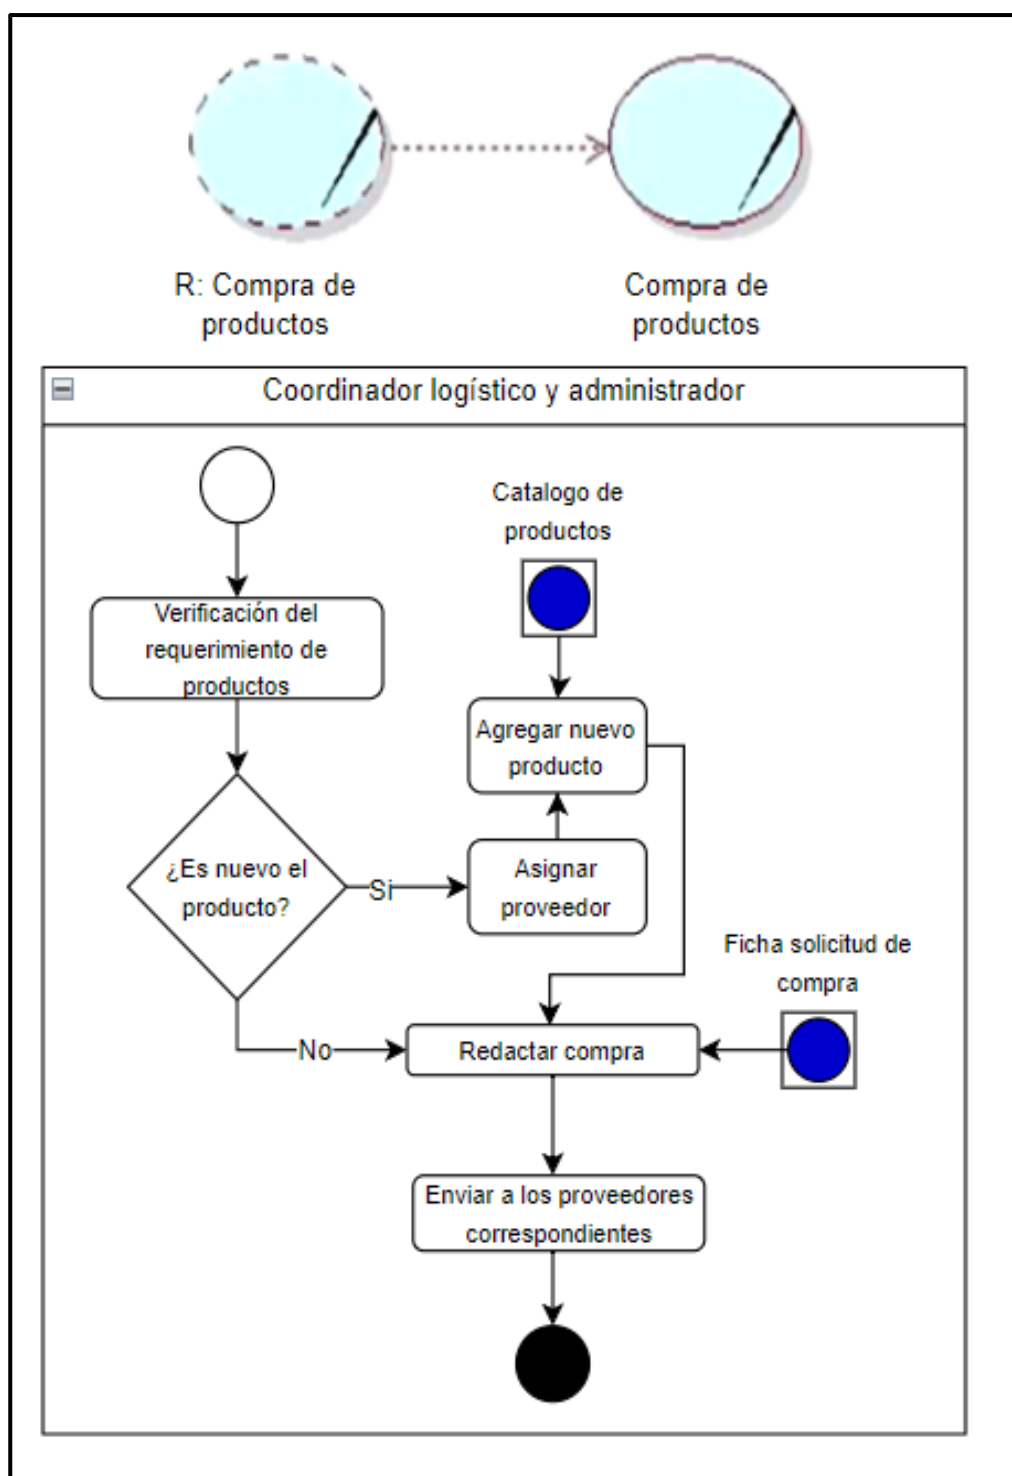 R: Compra de
productos
Compra de
productos
Coordinador logístico y administrador
Catalogo de
productos
Verificación del
requerimiento de
productos
Agregar nuevo
producto
¿Es nuevo el
producto?
Si
Asignar
proveedor
Ficha solicitud de
compra
No
Redactar compra
Enviar a los proveedores
correspondientes